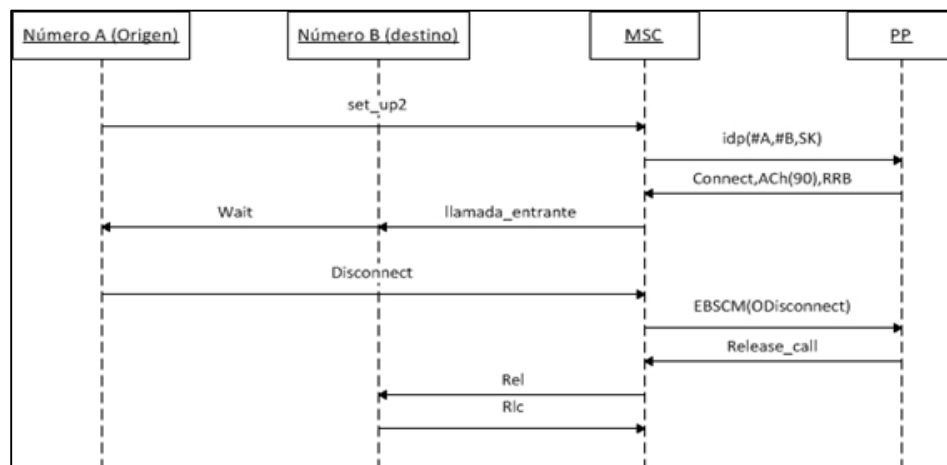 Número A (Origen)
Número B (destino)
MSC
PP
set_up2
idp(#A,#B,SK)
Connect,ACh(90),RRB
Wait
llamada_entrante
Disconnect
EBSCM(ODisconnect)
Release_call
Rel
Rlc